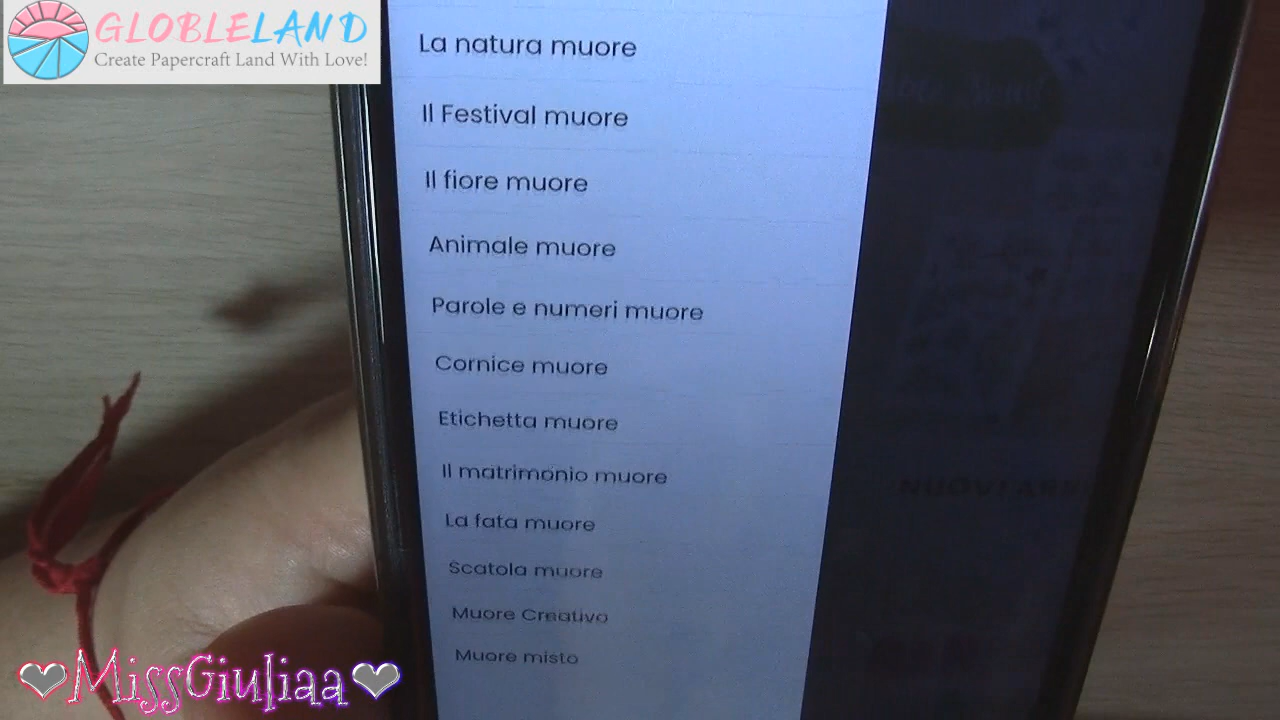 GLOBLELAND
Create Papercraft Land With Love!
La natura muore
Il Festival muore
Il fiore muore
Animale muore
Parole e numeri muore
Cornice muore
Etichetta muore
Il matrimonio muore
La fata muore
Scatola muore
Muore Creativo
Muore misto
NUOVI
MissGiuliaa